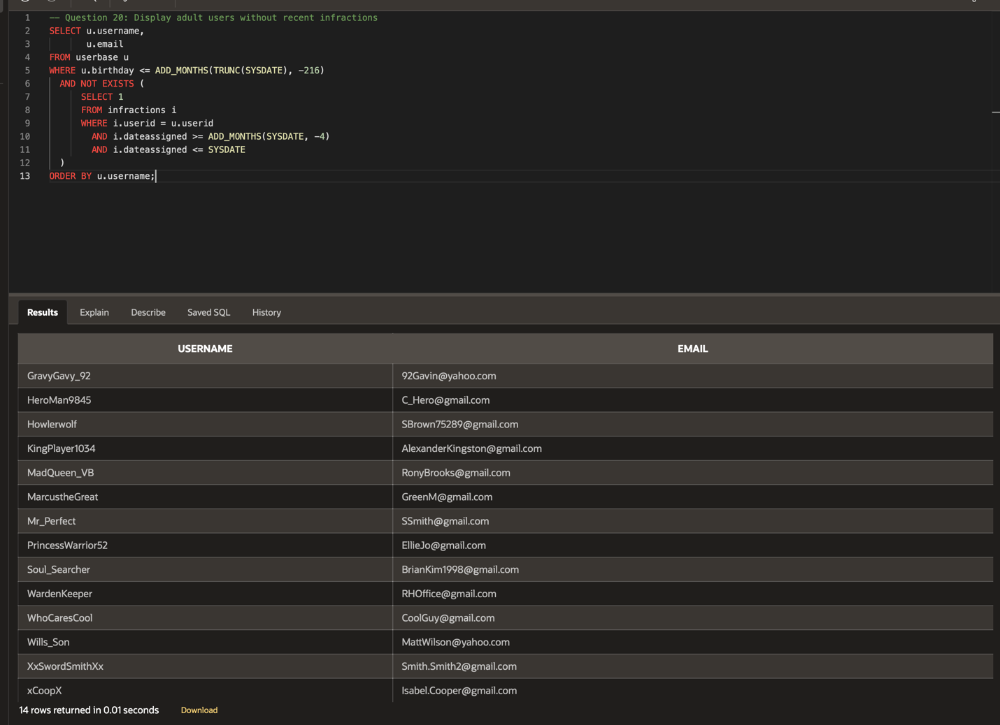 1 -- Question 20: Display adult users without recent infractions
2 SELECT u.username,
3 u.email
4 FROM userbase u
5 WHERE u.birthday <= ADD_MONTHS(TRUNC(SYSDATE), -216)
6 AND NOT EXISTS (
7 SELECT 1
8 FROM infractions i
9 WHERE i.userid = u.userid
10 AND i.dateassigned >= ADD_MONTHS(SYSDATE, -4)
11 AND i.dateassigned <= SYSDATE
12 )
13 ORDER BY u.username;
Results Explain Describe Saved SQL History
USERNAME EMAIL
GravyGavy_92 92Gavin@yahoo.com
HeroMan9845 C_Hero@gmail.com
Howlerwolf SBrown75289@gmail.com
KingPlayer1034 AlexanderKingston@gmail.com
MadQueen_VB RonyBrooks@gmail.com
MarcustheGreat GreenM@gmail.com
Mr_Perfect SSmith@gmail.com
PrincessWarrior52 EllieJo@gmail.com
Soul_Searcher BrianKim1998@gmail.com
WardenKeeper RHOffice@gmail.com
WhoCaresCool CoolGuy@gmail.com
Wills_Son MattWilson@yahoo.com
XxSwordSmithXx Smith.Smith2@gmail.com
xCoopX Isabel.Cooper@gmail.com
14 rows returned in 0.01 seconds Download